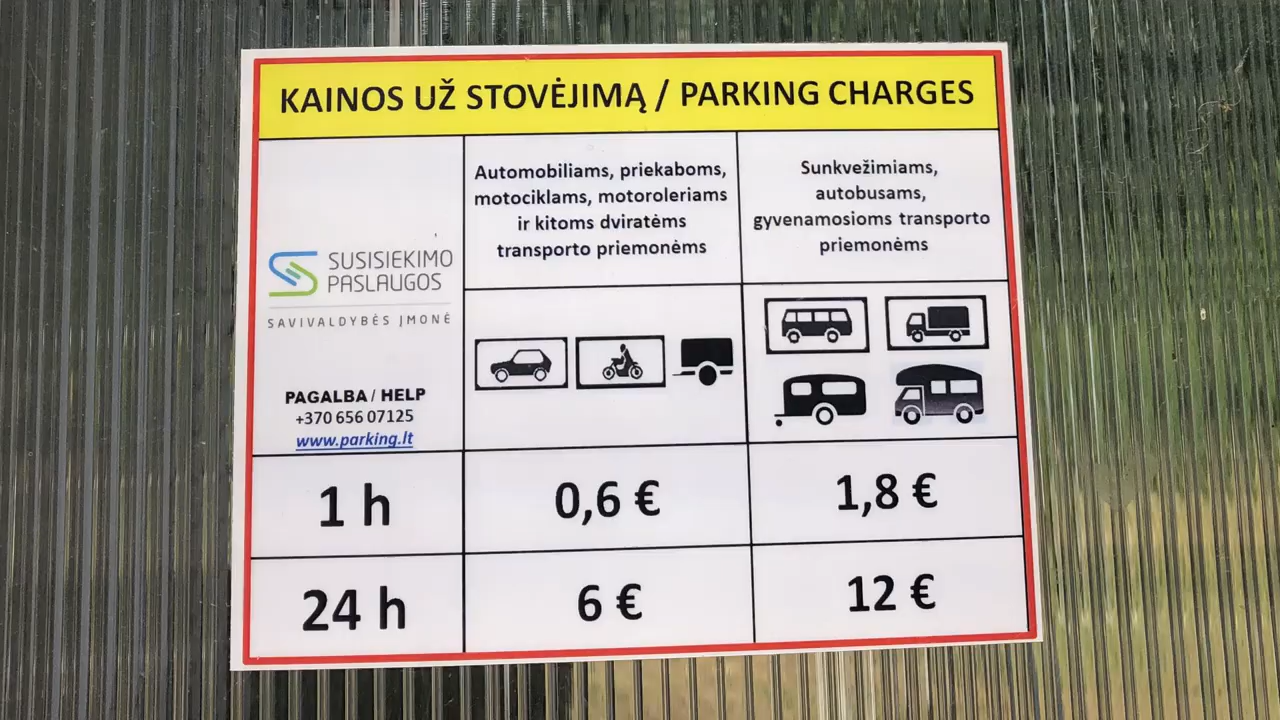 KAINOS UŽ STOVĖJIMĄ / PARKING CHARGES
Automobiliams, priekaboms,
motociklams, motoroleriams
ir kitoms dviratėms
transporto priemonėms
Sunkvežimiams,
autobusams,
gyvenamosioms transporto
priemonėms
SUSISIEKIMO
PASLAUGOS
SAVIVALDYBĖS ĮMONĖ
PAGALBA / HELP
+370 656 07125
www.parking.lt
1 h 0,6 € 1,8 €
24 h 6 € 12 €